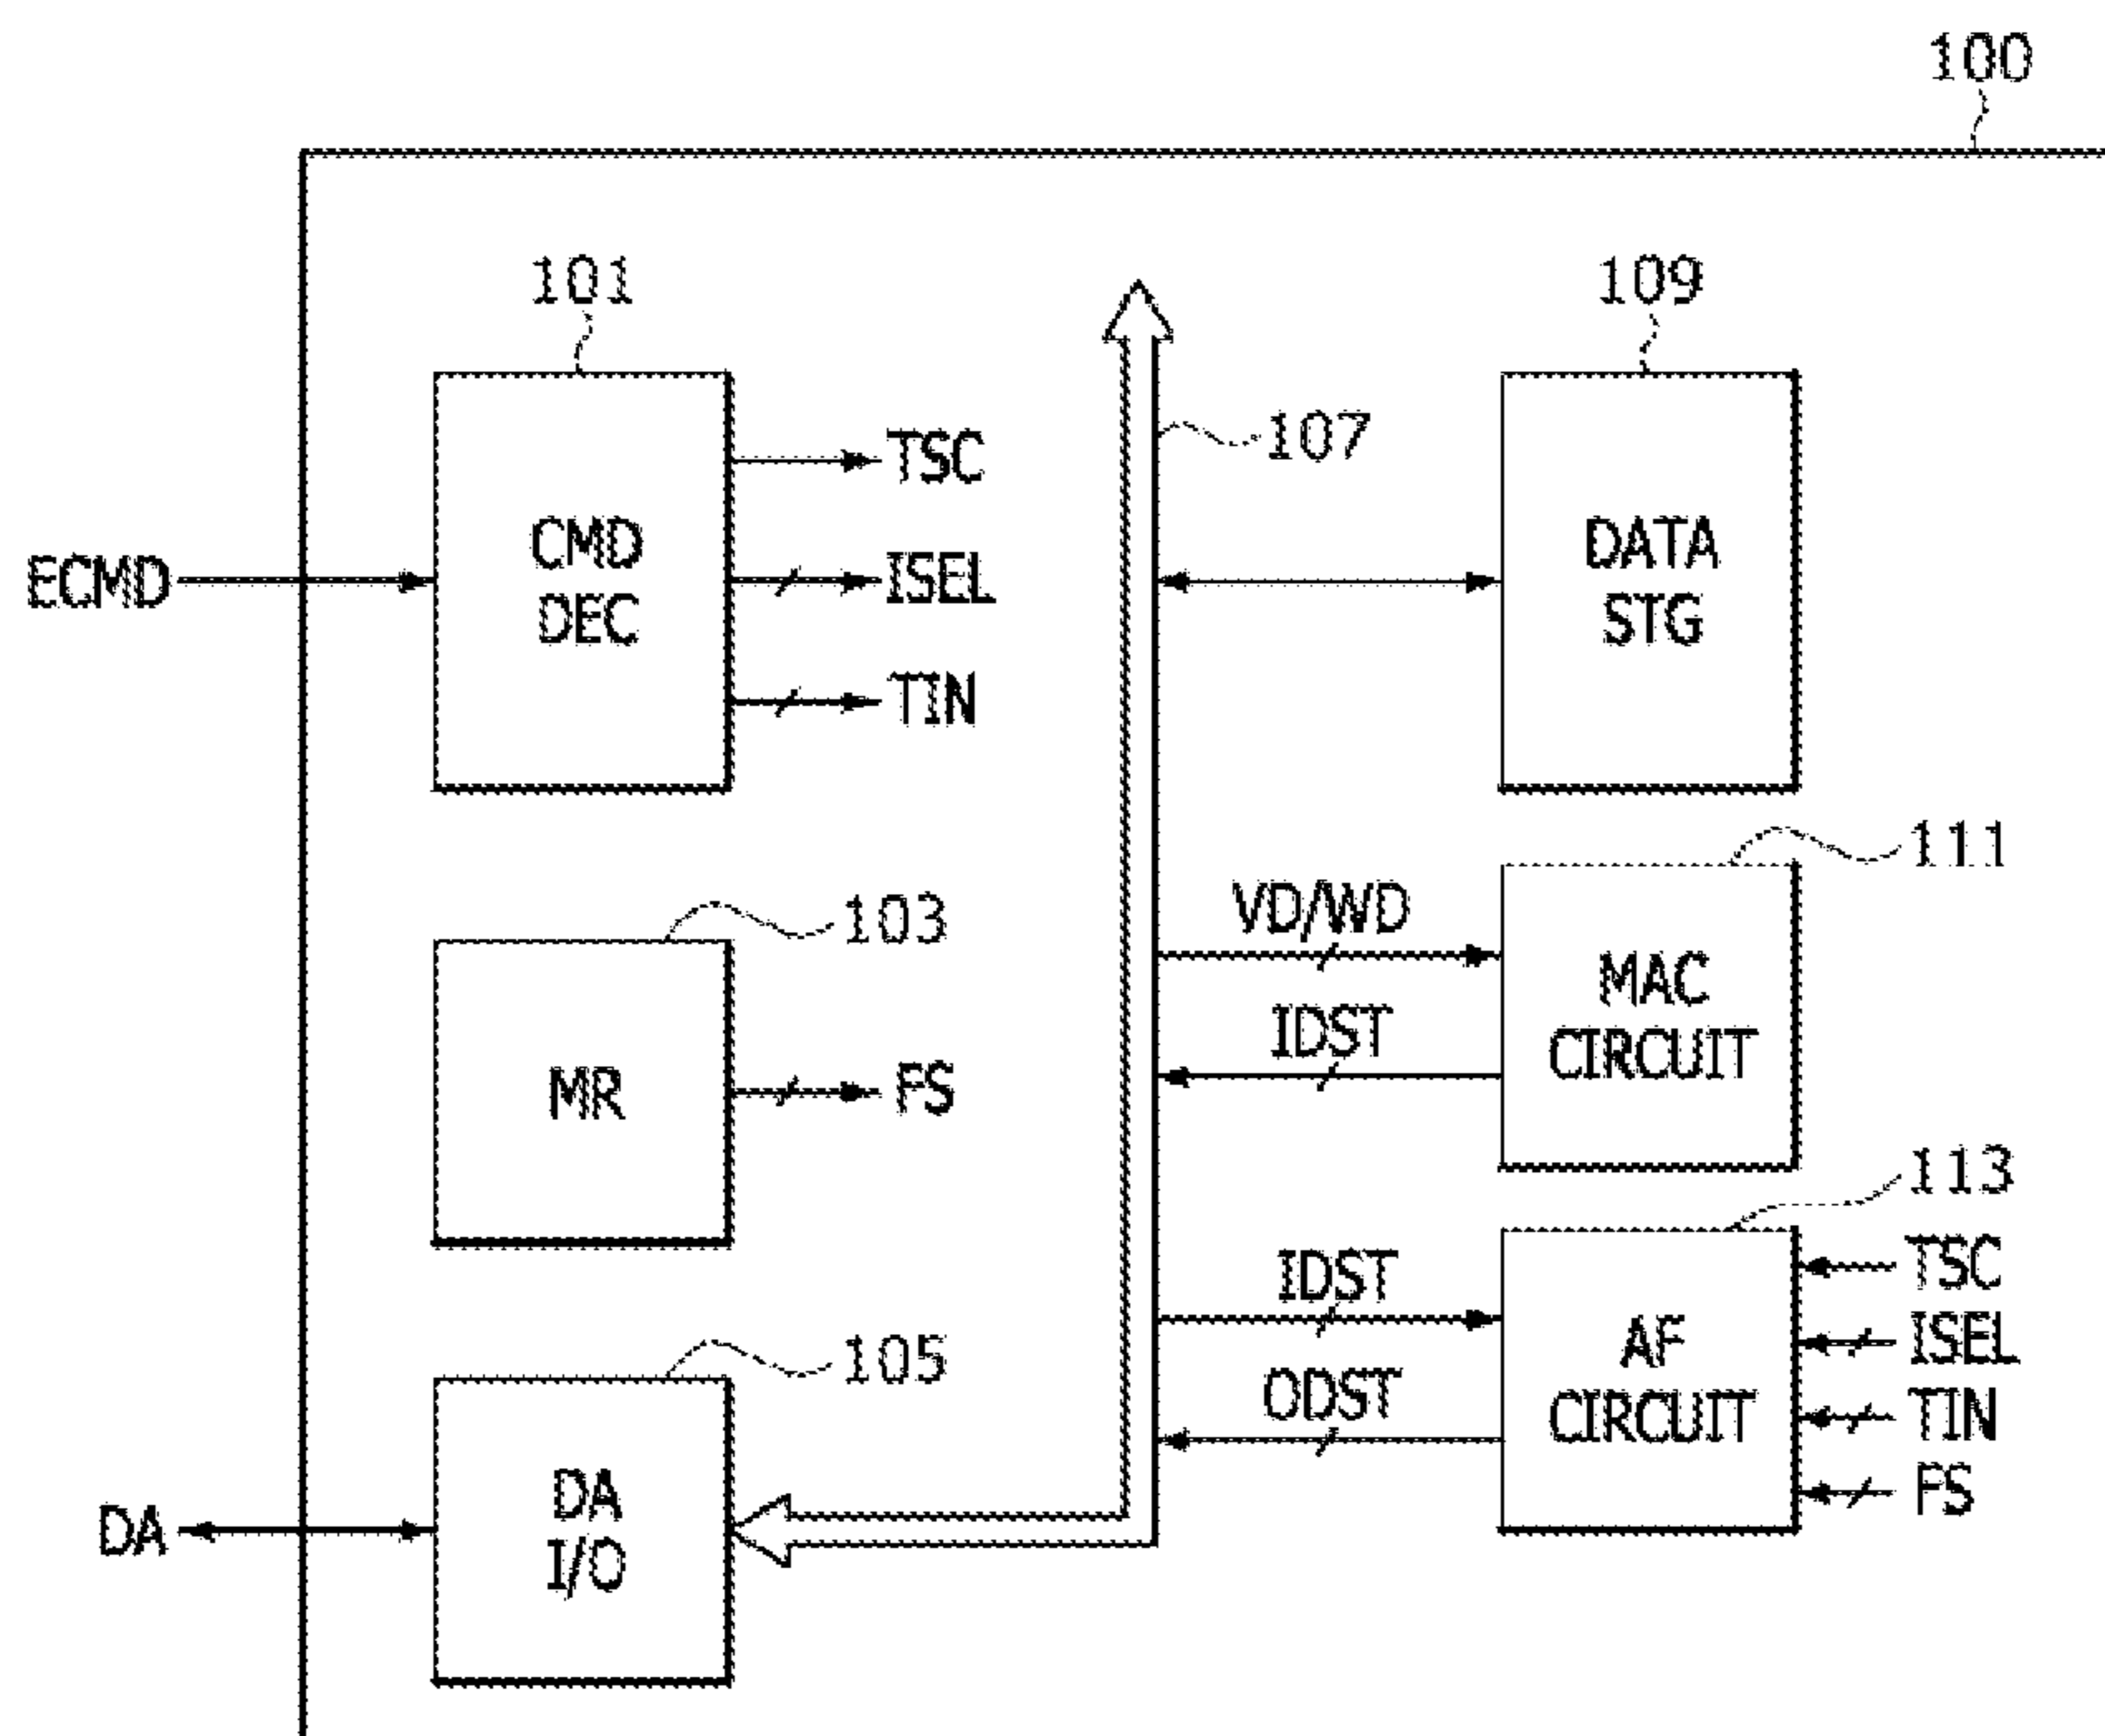 100
101
109
TSC
107
CMD
DEC
ECMD
ISEL
TIN
DATA
STG
111
VD/WD
103
MAC
CIRCUIT
IDST
MR
FS
113
TSC
IDST
ISEL
AF
CIRCUIT
105
ODST
TIN
FS
DA
DA
I/O